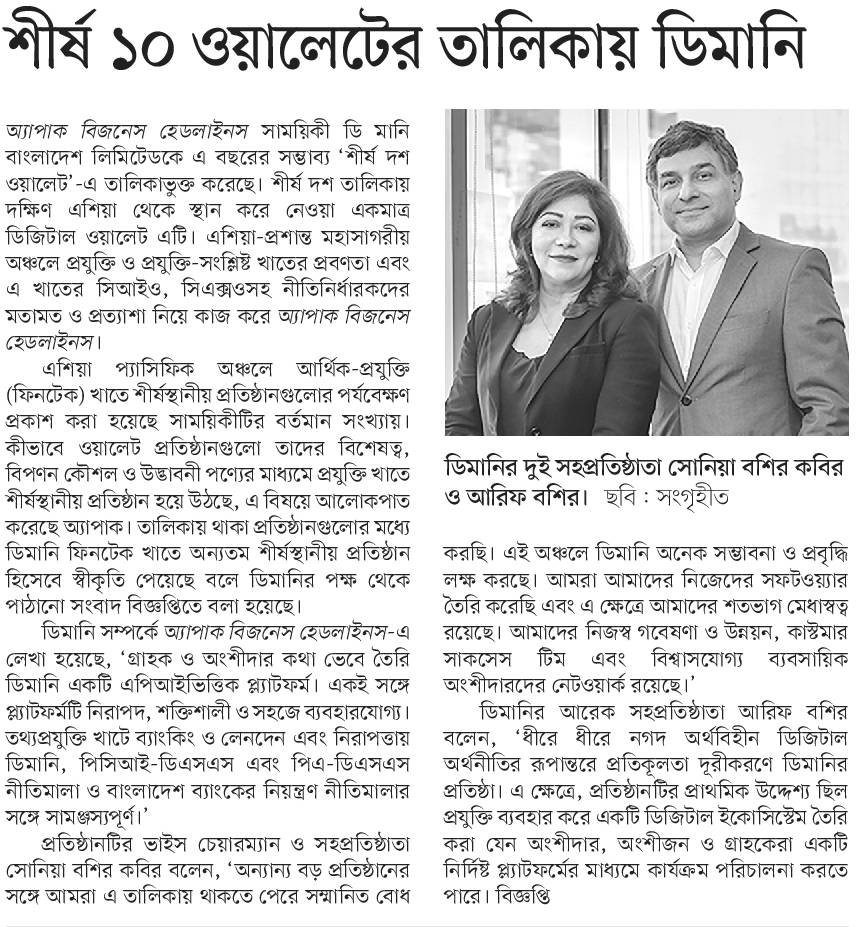 শীর্ষ ১০ ওয়ালেটের তালিকায় ডিমানি
অ্যাপাক বিজনেস হেডলাইনস সাময়িকী ডি মানি
বাংলাদেশ লিমিটেডকে এ বছরের সম্ভাব্য ‘শীর্ষ দশ
ওয়ালেট’-এ তালিকাভুক্ত করেছে। শীর্ষ দশ তালিকায়
দক্ষিণ এশিয়া থেকে স্থান করে নেওয়া একমাত্র
ডিজিটাল ওয়ালেট এটি। এশিয়া-প্রশান্ত মহাসাগরীয়
অঞ্চলে প্রযুক্তি ও প্রযুক্তি-সংশ্লিষ্ট খাতের প্রবণতা এবং
এ খাতের সিআইও, সিএক্সওসহ নীতিনির্ধারকদের
মতামত ও প্রত্যাশা নিয়ে কাজ করে অ্যাপাক বিজনেস
হেডলাইনস।
এশিয়া প্যাসিফিক অঞ্চলে আর্থিক-প্রযুক্তি
(ফিনটেক) খাতে শীর্ষস্থানীয় প্রতিষ্ঠানগুলোর পর্যবেক্ষণ
প্রকাশ করা হয়েছে সাময়িকীটির বর্তমান সংখ্যায়।
কীভাবে ওয়ালেট প্রতিষ্ঠানগুলো তাদের বিশেষত্ব,
বিপণন কৌশল ও উদ্ভাবনী পণ্যের মাধ্যমে প্রযুক্তি খাতে
শীর্ষস্থানীয় প্রতিষ্ঠান হয়ে উঠছে, এ বিষয়ে আলোকপাত
করেছে অ্যাপাক। তালিকায় থাকা প্রতিষ্ঠানগুলোর মধ্যে
ডিমানি ফিনটেক খাতে অন্যতম শীর্ষস্থানীয় প্রতিষ্ঠান
হিসেবে স্বীকৃতি পেয়েছে বলে ডিমানির পক্ষ থেকে
পাঠানো সংবাদ বিজ্ঞপ্তিতে বলা হয়েছে।
ডিমানি সম্পর্কে অ্যাপাক বিজনেস হেডলাইনস-এ
লেখা হয়েছে, ‘গ্রাহক ও অংশীদার কথা ভেবে তৈরি
ডিমানি একটি এপিআইভিত্তিক প্ল্যাটফর্ম। একই সঙ্গে
প্ল্যাটফর্মটি নিরাপদ, শক্তিশালী ও সহজে ব্যবহারযোগ্য।
তথ্যপ্রযুক্তি খাটে ব্যাংকিং ও লেনদেন এবং নিরাপত্তায়
ডিমানি, পিসিআই-ডিএসএস এবং পিএ-ডিএসএস
নীতিমালা ও বাংলাদেশ ব্যাংকের নিয়ন্ত্রণ নীতিমালার
সঙ্গে সামঞ্জস্যপূর্ণ।’
প্রতিষ্ঠানটির ভাইস চেয়ারম্যান ও সহপ্রতিষ্ঠাতা
সোনিয়া বশির কবির বলেন, ‘অন্যান্য বড় প্রতিষ্ঠানের
সঙ্গে আমরা এ তালিকায় থাকতে পেরে সম্মানিত বোধ
ডিমানির দুই সহপ্রতিষ্ঠাতা সোনিয়া বশির কবির
ও আরিফ বশির। ছবি : সংগৃহীত
করছি। এই অঞ্চলে ডিমানি অনেক সম্ভাবনা ও প্রবৃদ্ধি
লক্ষ করছে। আমরা আমাদের নিজেদের সফটওয়্যার
তৈরি করেছি এবং এ ক্ষেত্রে আমাদের শতভাগ মেধাস্বত্ব
রয়েছে। আমাদের নিজস্ব গবেষণা ও উন্নয়ন, কাস্টমার
সাকসেস টিম এবং বিশ্বাসযোগ্য ব্যবসায়িক
অংশীদারদের নেটওয়ার্ক রয়েছে।’
ডিমানির আরেক সহপ্রতিষ্ঠাতা আরিফ বশির
বলেন, ‘ধীরে ধীরে নগদ অর্থবিহীন ডিজিটাল
অর্থনীতির রূপান্তরে প্রতিকূলতা দূরীকরণে ডিমানির
প্রতিষ্ঠা। এ ক্ষেত্রে, প্রতিষ্ঠানটির প্রাথমিক উদ্দেশ্য ছিল
প্রযুক্তি ব্যবহার করে একটি ডিজিটাল ইকোসিস্টেম তৈরি
করা যেন অংশীদার, অংশীজন ও গ্রাহকেরা একটি
নির্দিষ্ট প্ল্যাটফর্মের মাধ্যমে কার্যক্রম পরিচালনা করতে
পারে। বিজ্ঞপ্তি